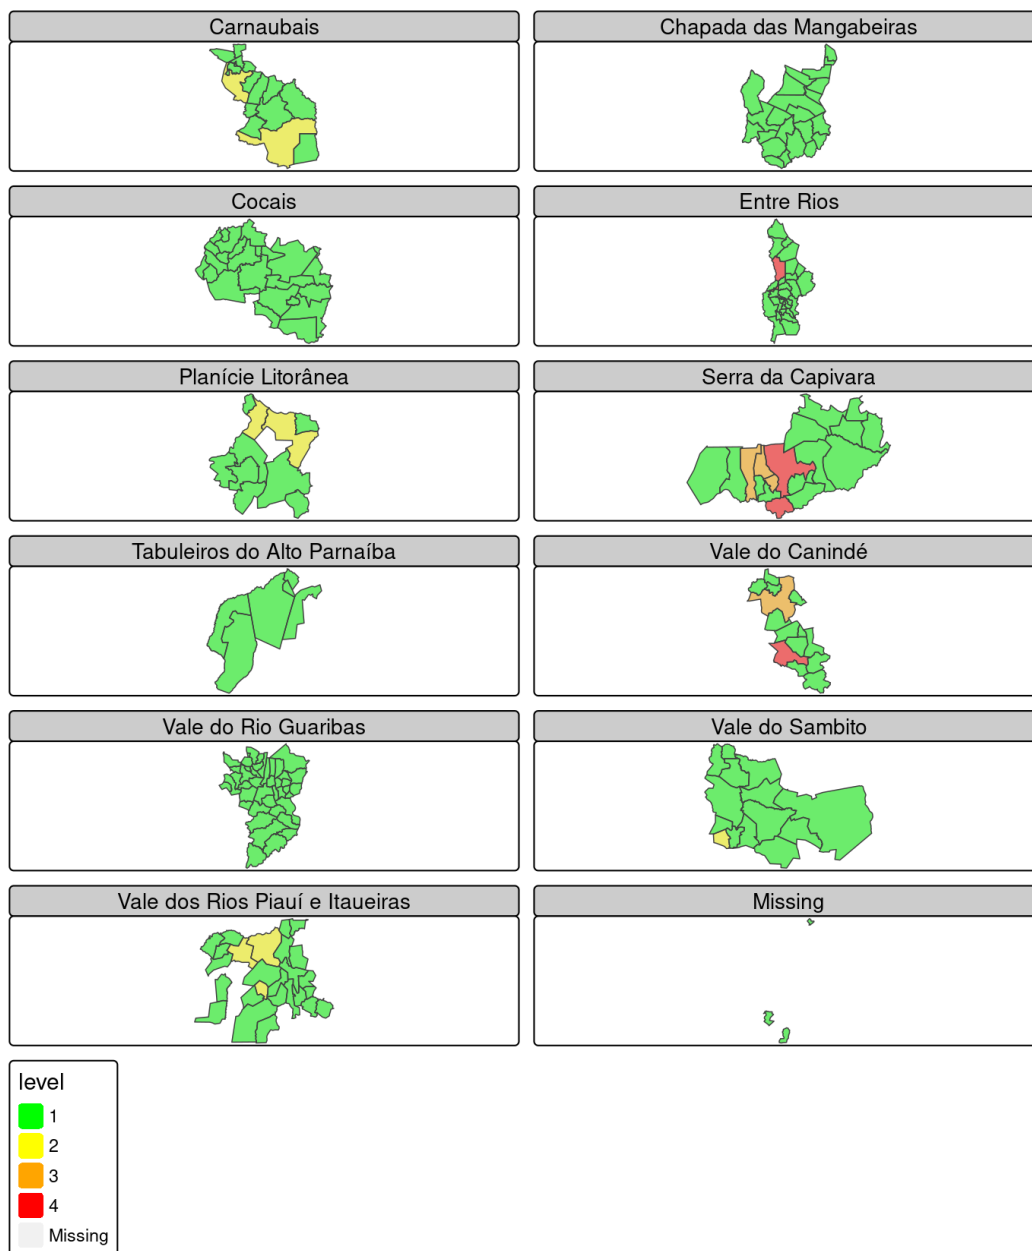 Carnaubais
Chapada das Mangabeiras
Cocais
Entre Rios
Planície Litorânea
Serra da Capivara
Tabuleiros do Alto Parnaíba
Vale do Canindé
Vale do Rio Guaribas
Vale do Sambito
Vale dos Rios Piauí e Itaueiras
Missing
level
1
2
3
4
Missing